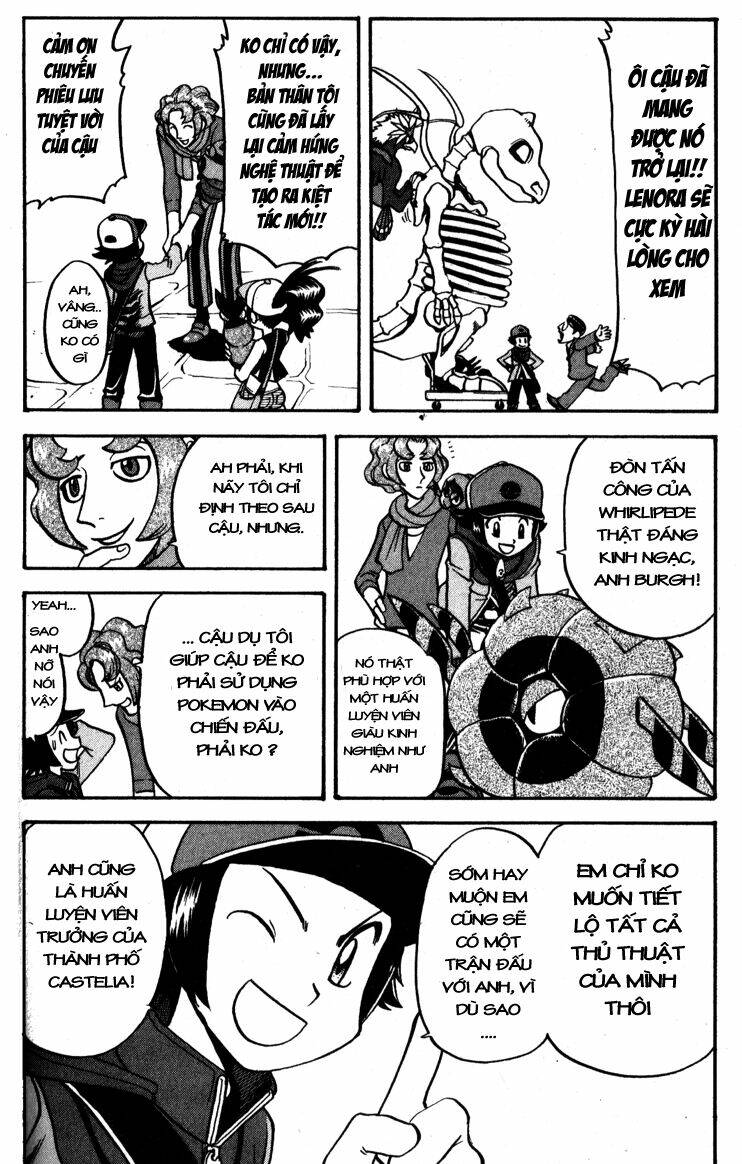 ÔI CẬU ĐÃ
MANG
ĐƯỢC NÓ
TRỞ LẠI!!
LENORA SẼ
CỰC KỲ HÀI
LÒNG CHO
XEM
KO CHỈ CÓ VẬY,
NHƯNG...
BẢN THÂN TÔI
CŨNG ĐÃ LẤY
LẠI CẢM HỨNG
NGHỆ THUẬT ĐỂ
TẠO RA KIỆT
TÁC MỚI!!
CẢM ƠN
CHUYẾN
PHIÊU LƯU
TUYỆT VỜI
CỦA CẬU
AH,
VÂNG..
CŨNG
KO CÓ
GÌ
ĐÒN TẤN
CÔNG CỦA
WHIRLIPEDE
THẬT ĐÁNG
KINH NGẠC,
ANH BURGH!
NÓ THẬT
PHÙ HỢP VỚI
MỘT HUẤN
LUYỆN VIÊN
GIÀU KINH
NGHIỆM NHƯ
ANH
AH PHẢI, KHI
NÃY TÔI CHỈ
ĐỊNH THEO SAU
CẬU, NHƯNG.
... CẬU DỤ TÔI
GIÚP CẬU ĐỂ KO
PHẢI SỬ DỤNG
POKEMON VÀO
CHIẾN ĐẤU,
PHẢI KO ?
YEAH...
SAO
ANH
NỠ
NÓI
VẬY
EM CHỈ KO
MUỐN TIẾT
LỘ TẤT CẢ
THỦ THUẬT
CỦA MÌNH
THÔI
SỚM HAY
MUỘN EM
CŨNG SẼ
CÓ MỘT
TRẬN ĐẤU
VỚI ANH, VÌ
DÙ SAO
....
ANH CŨNG
LÀ HUẤN
LUYỆN VIÊN
TRƯỞNG CỦA
THÀNH PHỐ
CASTELIA!